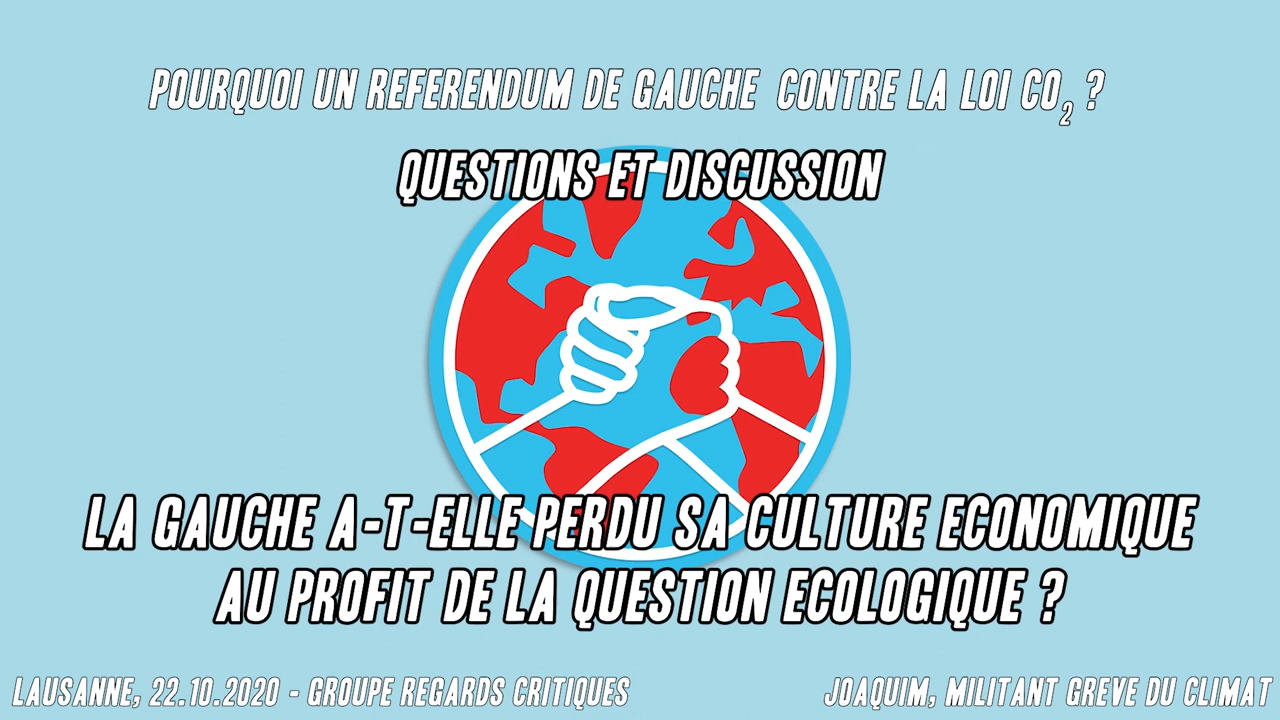 POURQUOI UN REFERENDUM DE GAUCHE CONTRE LA LOI CO₂ ?
QUESTIONS ET DISCUSSION
LA GAUCHE A-T-ELLE PERDU SA CULTURE ECONOMIQUE
AU PROFIT DE LA QUESTION ECOLOGIQUE ?
LAUSANNE, 22.10.2020 - GROUPE REGARDS CRITIQUES
JOAQUIM, MILITANT GREVE DU CLIMAT